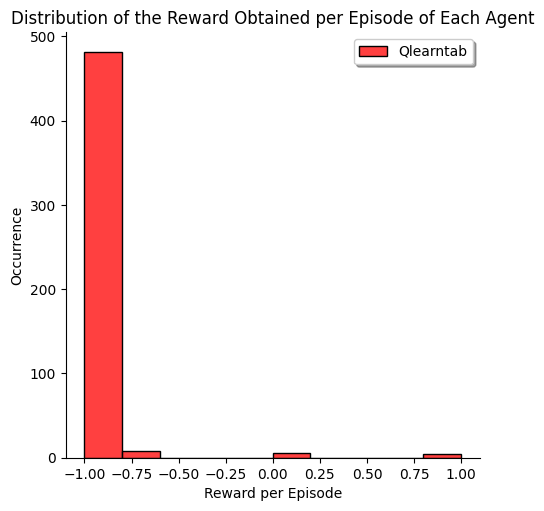 Distribution of the Reward Obtained per Episode of Each Agent
Qlearntab
500
400
300
200
100
0
Occurrence
−1.00 −0.75 −0.50 −0.25 0.00 0.25 0.50 0.75 1.00
Reward per Episode